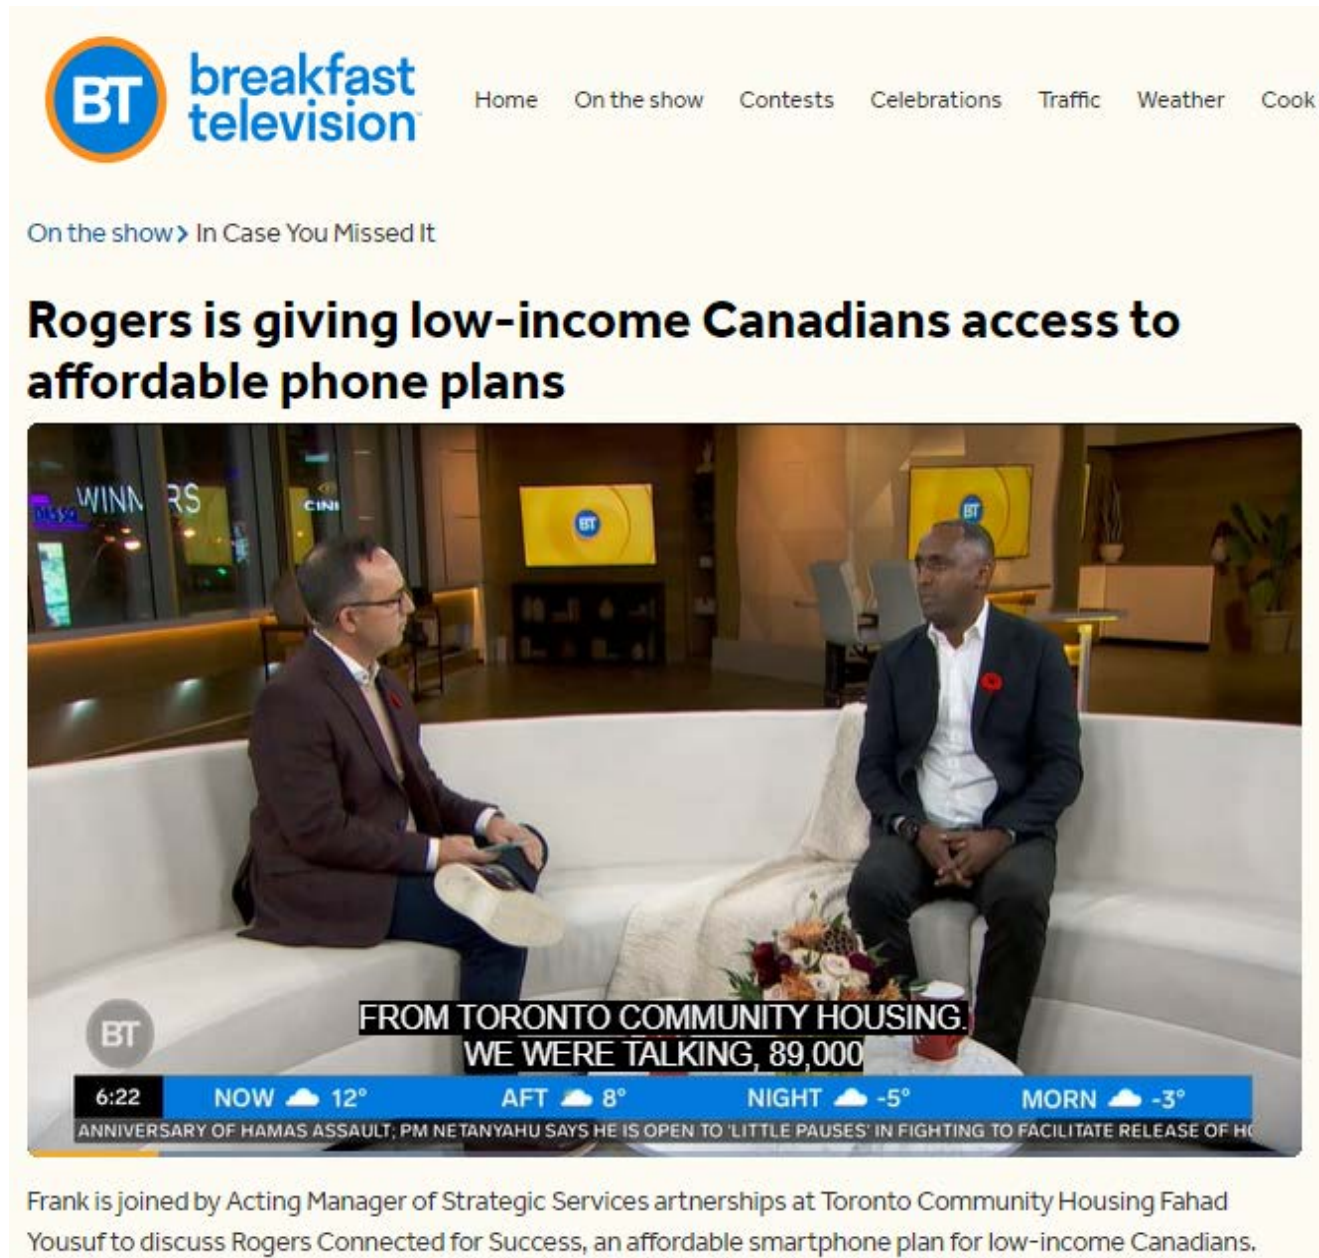 BT breakfast
television
Home On the show Contests Celebrations Traffic Weather Cook
On the show> In Case You Missed It
Rogers is giving low-income Canadians access to
affordable phone plans
WINN RS
CINE
BT
BT
FROM TORONTO COMMUNITY HOUSING.
WE WERE TALKING, 89,000
BT
6:22 NOW 12° AFT 8° NIGHT -5° MORN -3°
ANNIVERSARY OF HAMAS ASSAULT; PM NETANYAHU SAYS HE IS OPEN TO 'LITTLE PAUSES' IN FIGHTING TO FACILITATE RELEASE OF
Frank is joined by Acting Manager of Strategic Services artnerships at Toronto Community Housing Fahad
Yousuf to discuss Rogers Connected for Success, an affordable smartphone plan for low-income Canadians.